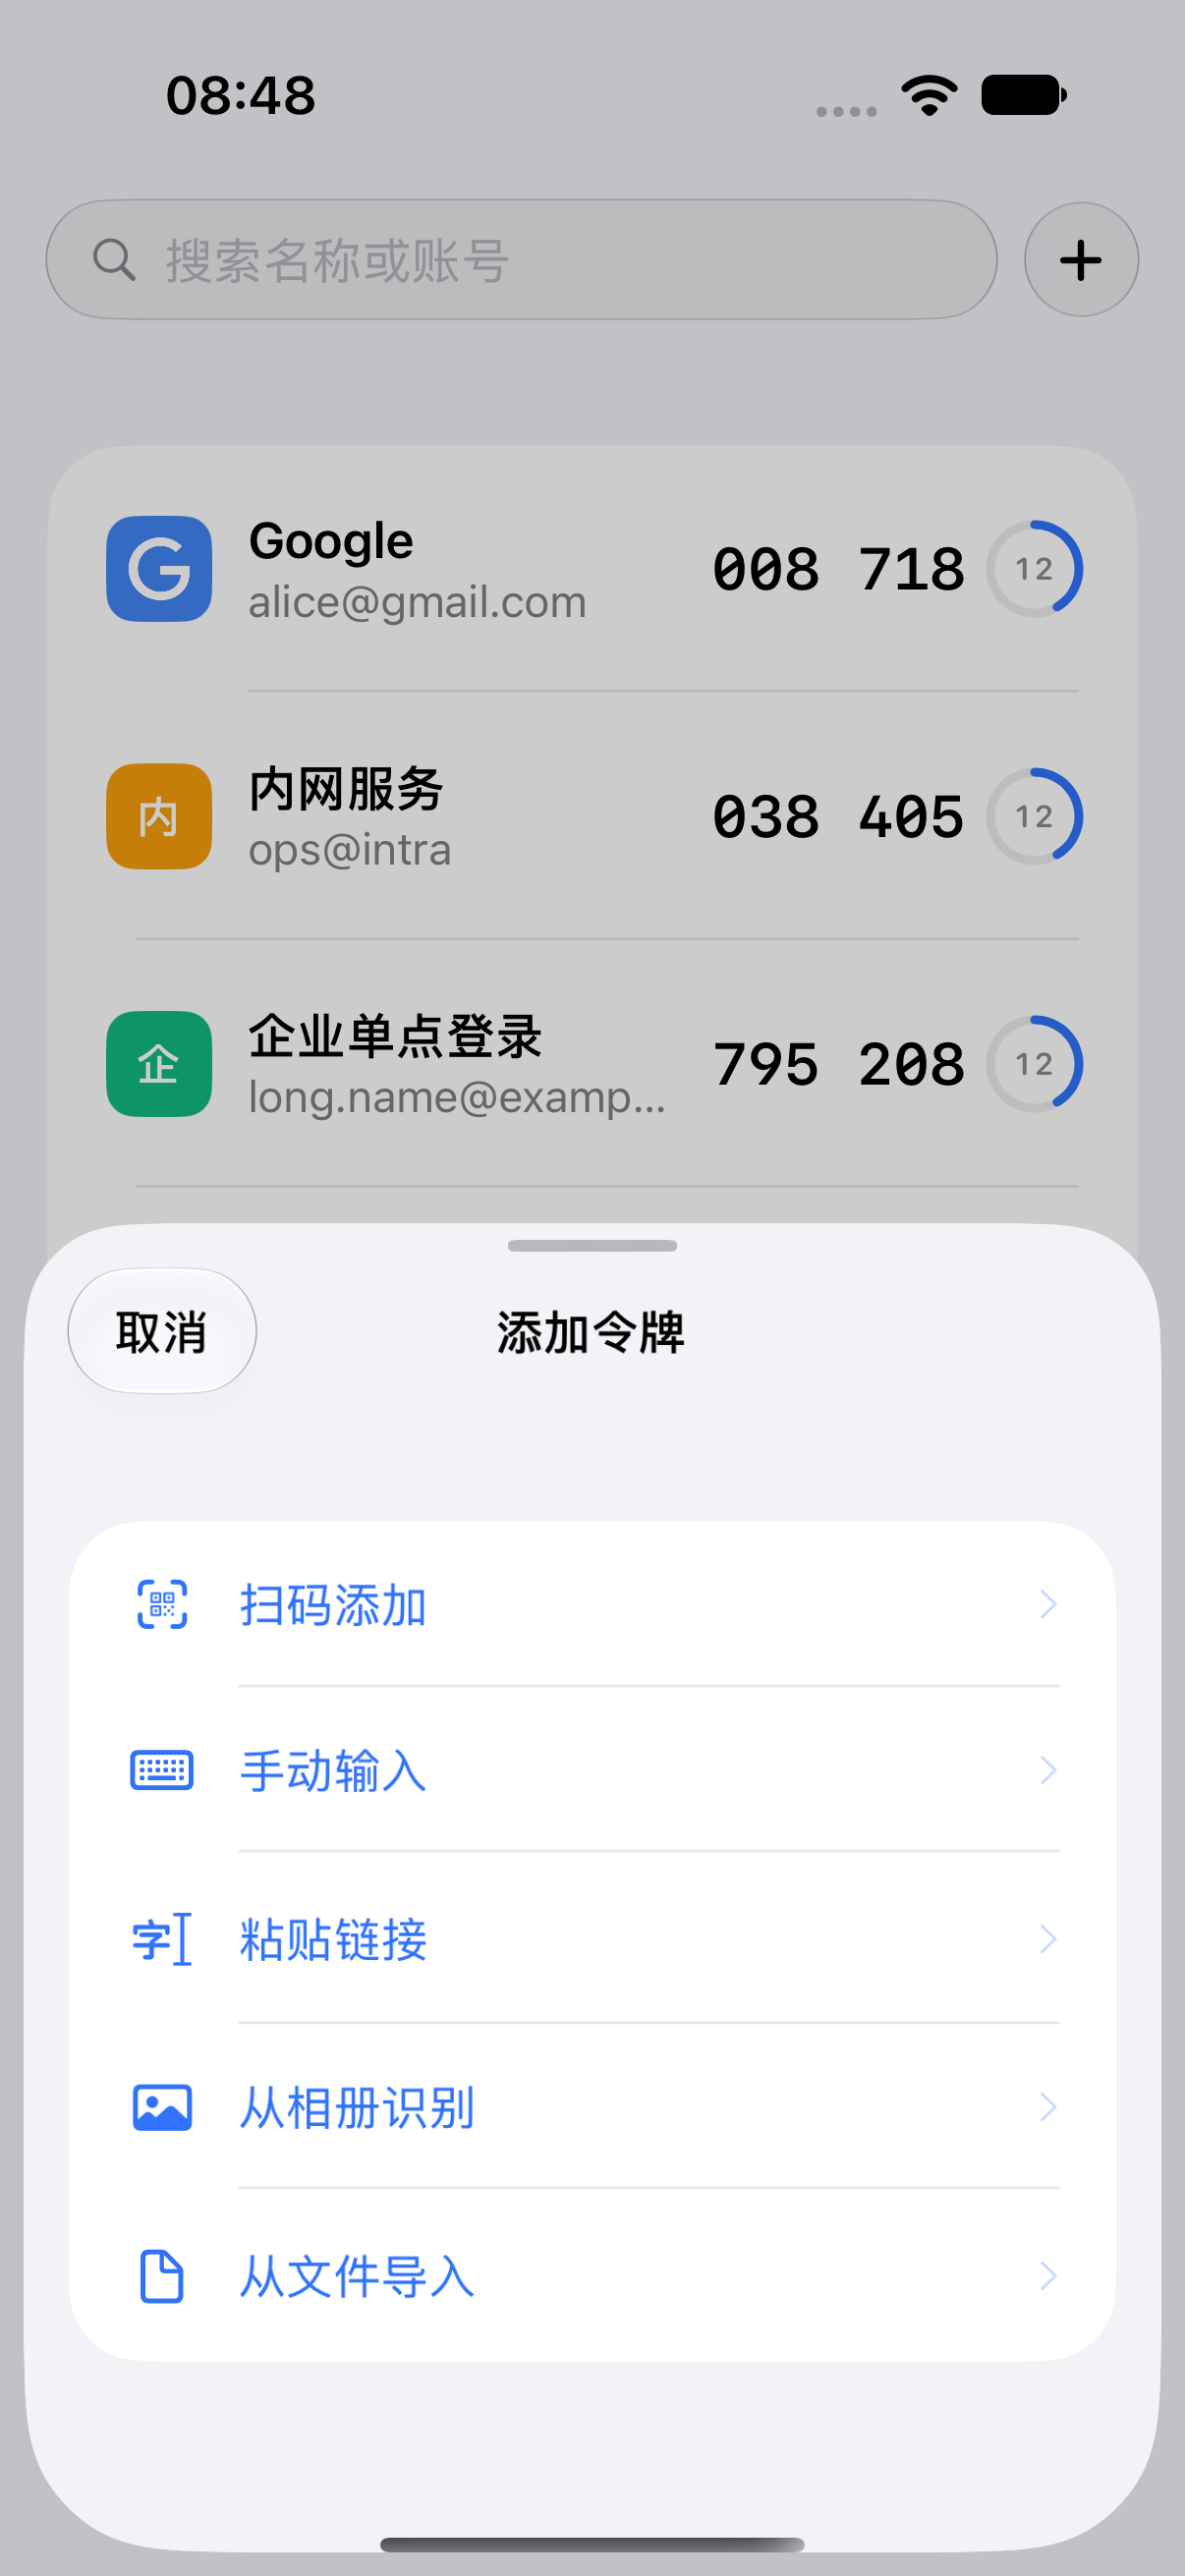 08:48
搜索名称或账号
Google
alice@gmail.com
008 718
12
内
内网服务
ops@intra
038 405
12
企
企业单点登录
long.name@examp...
795 208
12
取消
添加令牌
扫码添加
手动输入
字
粘贴链接
从相册识别
从文件导入